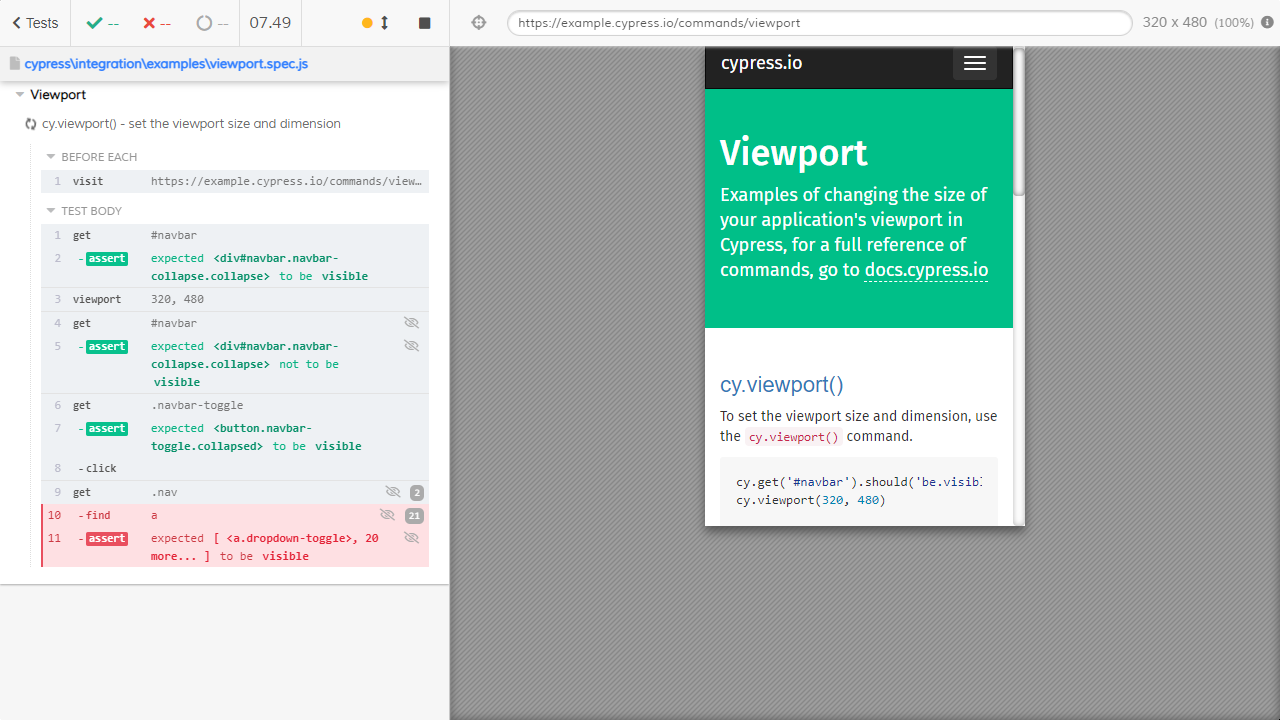 Tests
--
--
--
07.49
https://example.cypress.io/commands/viewport
320 x 480 (100%)
cypress\integration\examples\viewport.spec.js
Viewport
cy.viewport() - set the viewport size and dimension
BEFORE EACH
1 visit https://example.cypress.io/commands/view…
TEST BODY
1 get #navbar
2 -assert expected <div#navbar.navbar-
collapse.collapse> to be visible
3 viewport 320, 480
4 get #navbar
5 -assert expected <div#navbar.navbar-
collapse.collapse> not to be
visible
6 get .navbar-toggle
7 -assert expected <button.navbar-
toggle.collapsed> to be visible
8 -click
9 get .nav 2
10 -find a 21
11 -assert expected [ <a.dropdown-toggle>, 20
more... ] to be visible
cypress.io
Viewport
Examples of changing the size of
your application's viewport in
Cypress, for a full reference of
commands, go to docs.cypress.io
cy.viewport()
To set the viewport size and dimension, use
the cy.viewport() command.
cy.get('#navbar').should('be.visibl
cy.viewport(320, 480)